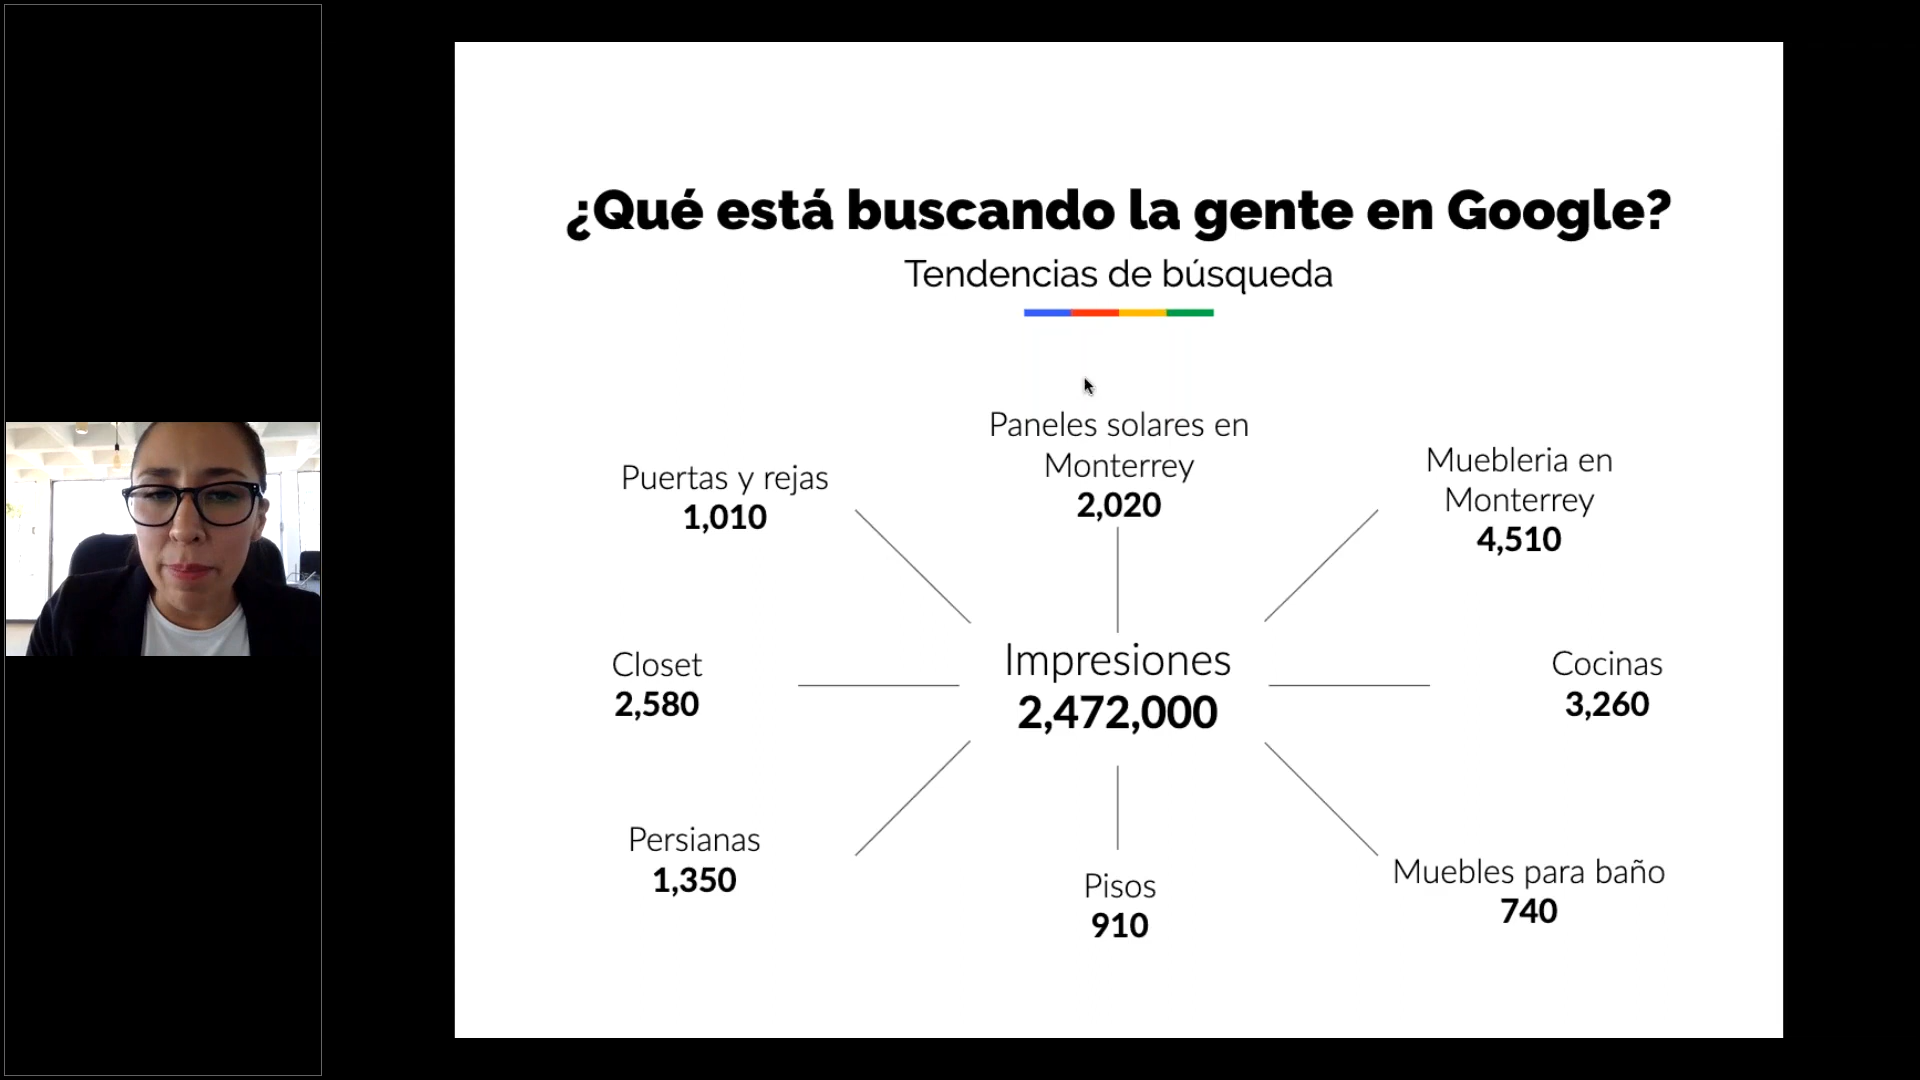 ¿Qué está buscando la gente en Google?
Tendencias de búsqueda
Paneles solares en
Monterrey
2,020
Puertas y rejas
1,010
Muebleria en
Monterrey
4,510
Closet
2,580
Impresiones
2,472,000
Cocinas
3,260
Persianas
1,350
Pisos
910
Muebles para baño
740